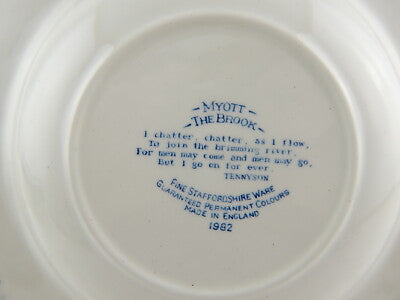 MYOTT
THE BROOK
I chatter, chatter, as I flow,
To join the brimming river,
For men may come and men may go,
But I go on for ever.
TENNYSON
FINE STAFFORDSHIRE WARE
GUARANTEED PERMANENT COLOURS
MADE IN ENGLAND
1982